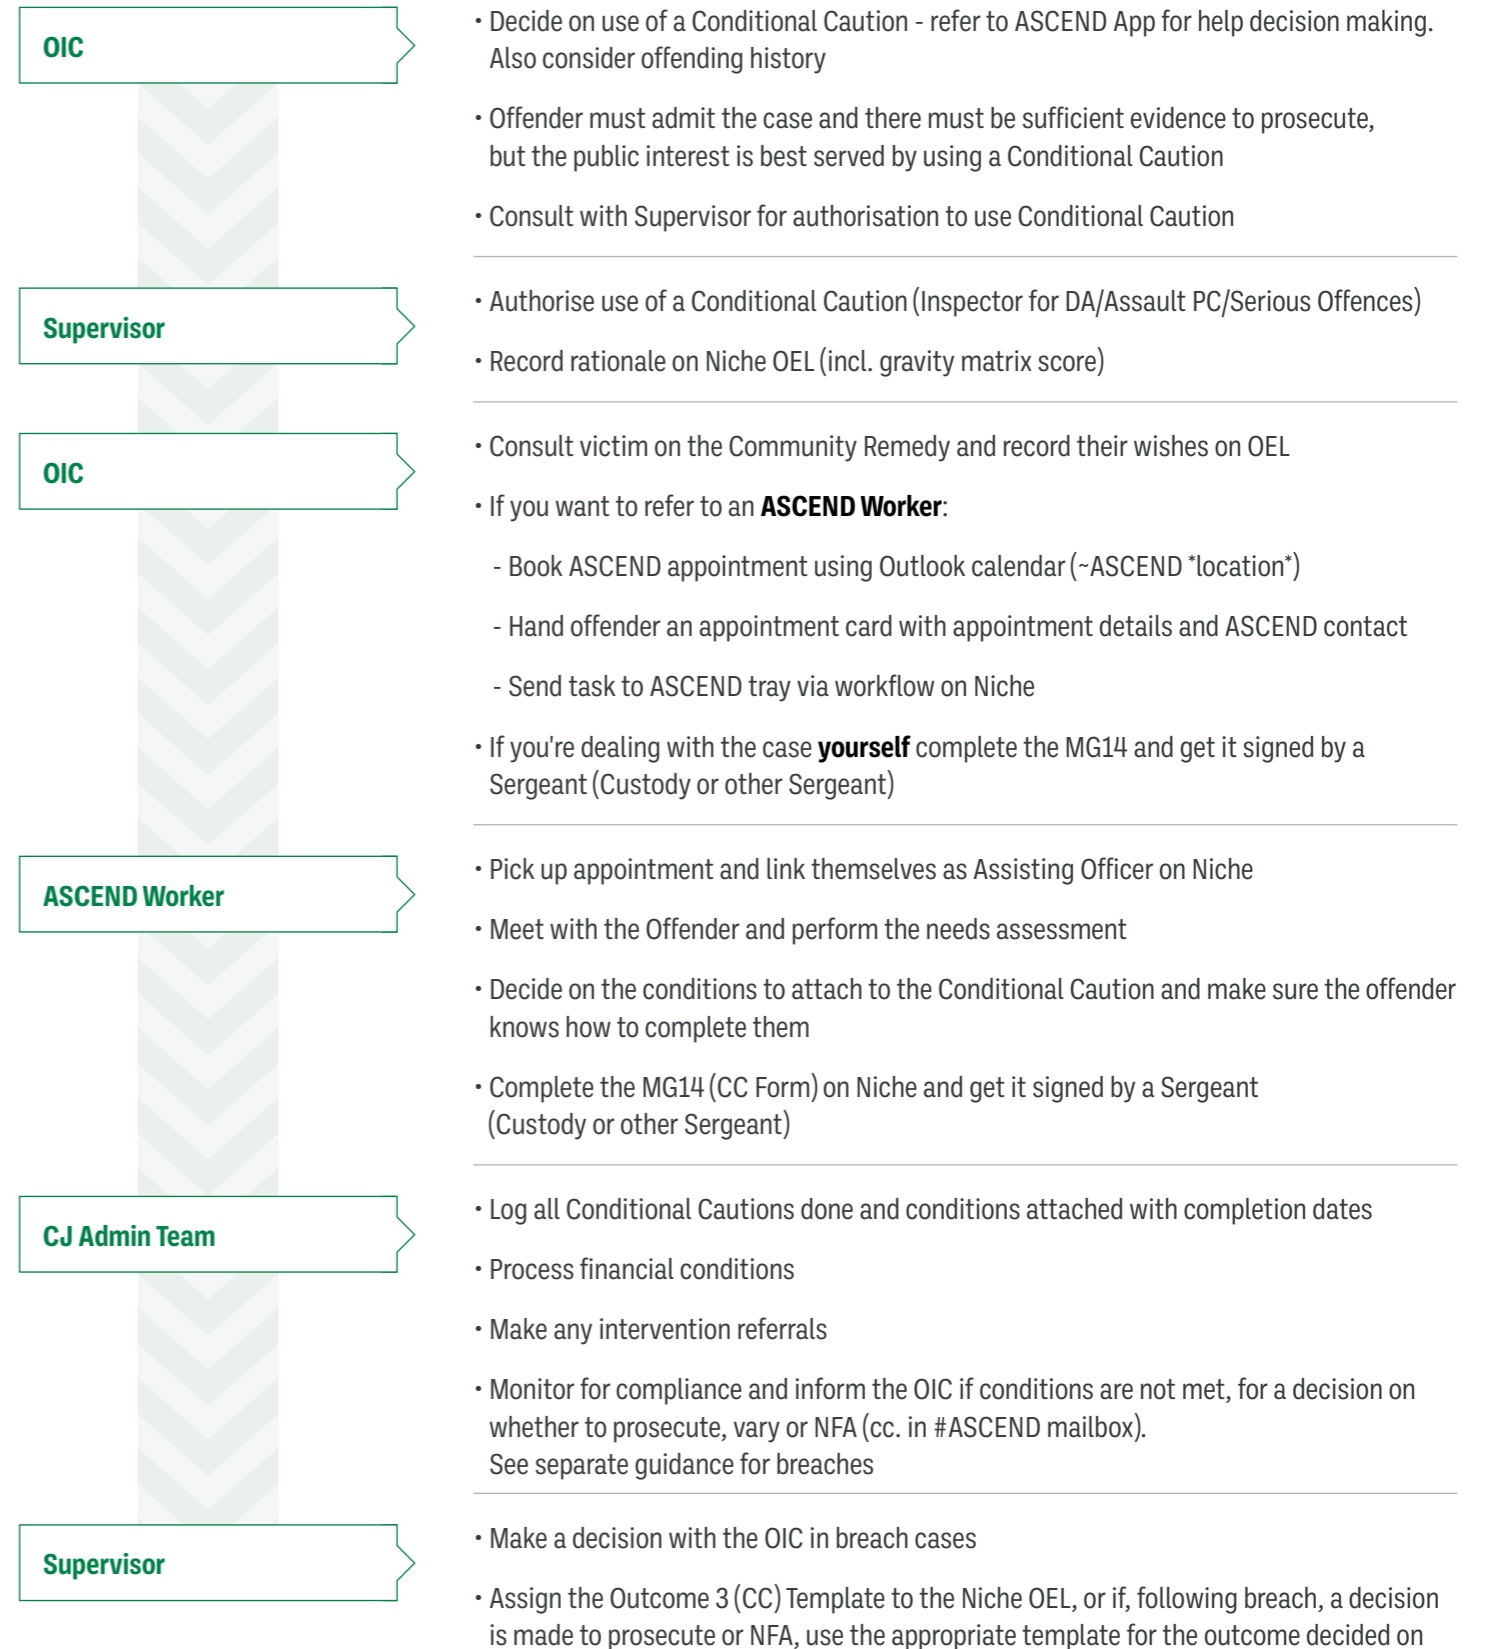 OIC
• Decide on use of a Conditional Caution - refer to ASCEND App for help decision making.
Also consider offending history
• Offender must admit the case and there must be sufficient evidence to prosecute,
but the public interest is best served by using a Conditional Caution
• Consult with Supervisor for authorisation to use Conditional Caution
Supervisor
• Authorise use of a Conditional Caution (Inspector for DA/Assault PC/Serious Offences)
• Record rationale on Niche OEL (incl. gravity matrix score)
OIC
• Consult victim on the Community Remedy and record their wishes on OEL
• If you want to refer to an ASCEND Worker:
- Book ASCEND appointment using Outlook calendar (~ASCEND *location*)
- Hand offender an appointment card with appointment details and ASCEND contact
- Send task to ASCEND tray via workflow on Niche
• If you're dealing with the case yourself complete the MG14 and get it signed by a
Sergeant (Custody or other Sergeant)
ASCEND Worker
• Pick up appointment and link themselves as Assisting Officer on Niche
• Meet with the Offender and perform the needs assessment
• Decide on the conditions to attach to the Conditional Caution and make sure the offender
knows how to complete them
• Complete the MG14 (CC Form) on Niche and get it signed by a Sergeant
(Custody or other Sergeant)
CJ Admin Team
• Log all Conditional Cautions done and conditions attached with completion dates
• Process financial conditions
• Make any intervention referrals
• Monitor for compliance and inform the OIC if conditions are not met, for a decision on
whether to prosecute, vary or NFA (cc. in #ASCEND mailbox).
See separate guidance for breaches
Supervisor
• Make a decision with the OIC in breach cases
• Assign the Outcome 3 (CC) Template to the Niche OEL, or if, following breach, a decision
is made to prosecute or NFA, use the appropriate template for the outcome decided on